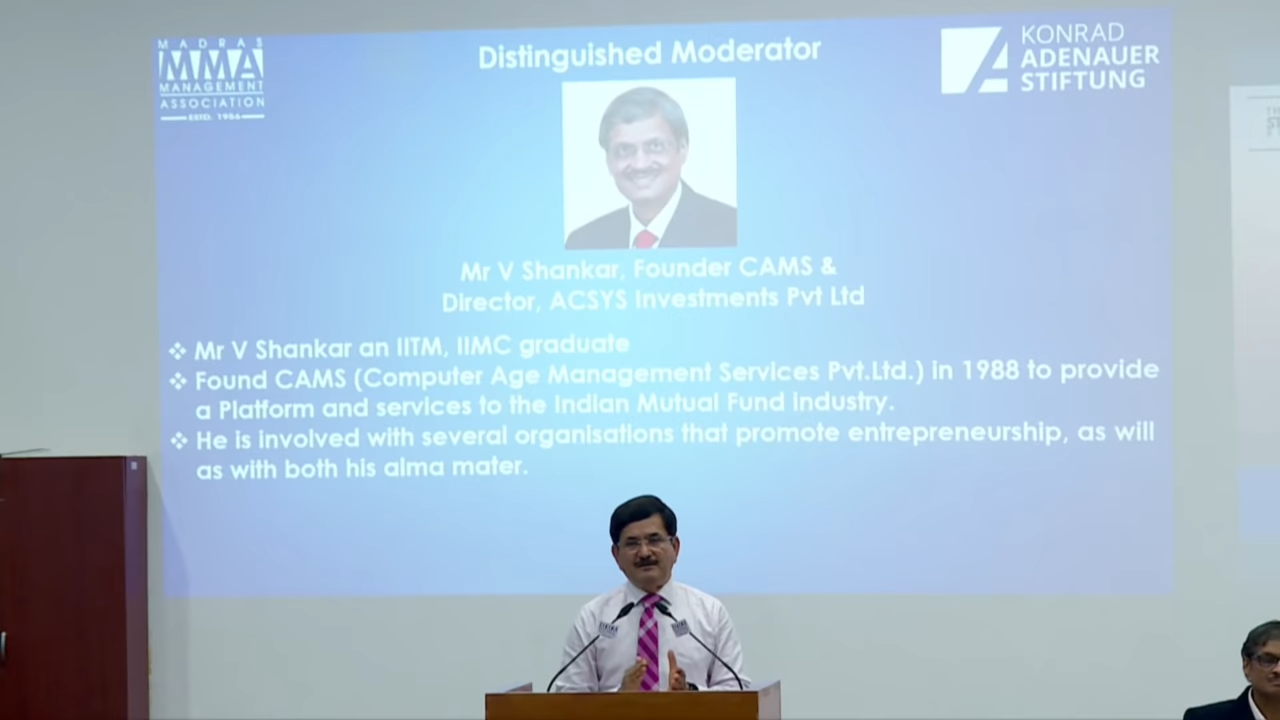 MADRAS
MMA
MANAGEMENT
ASSOCIATION
ESTD. 1956
Distinguished Moderator
KONRAD
ADENAUER
STIFTUNG
Mr V Shankar, Founder CAMS &
Director, ACSYS Investments Pvt Ltd
❖ Mr V Shankar an IITM, IIMC graduate
❖ Found CAMS (Computer Age Management Services Pvt.Ltd.) in 1988 to provide
a Platform and services to the Indian Mutual Fund industry.
❖ He is involved with several organisations that promote entrepreneurship, as will
as with both his alma mater.